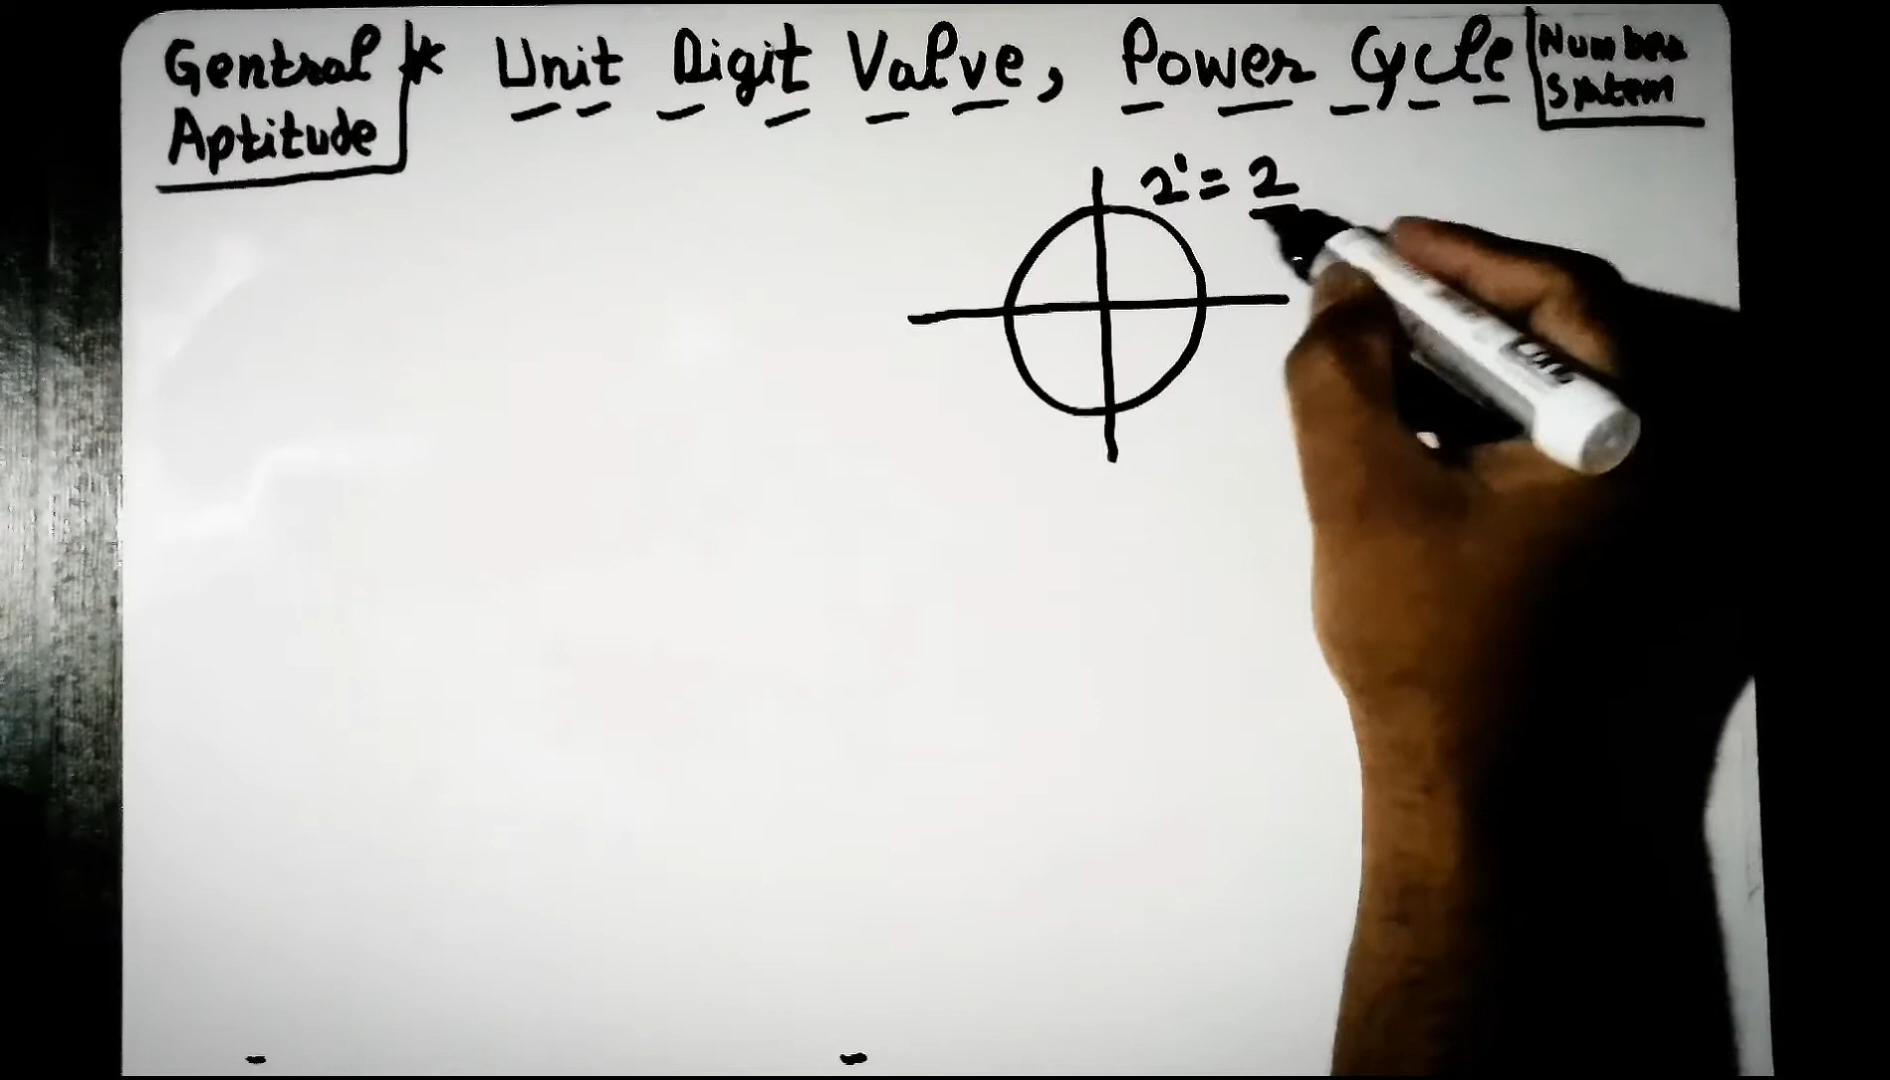 Gentral
Aptitude
* Unit Digit Valve, Power Cycle
Number
System
2¹ = 2